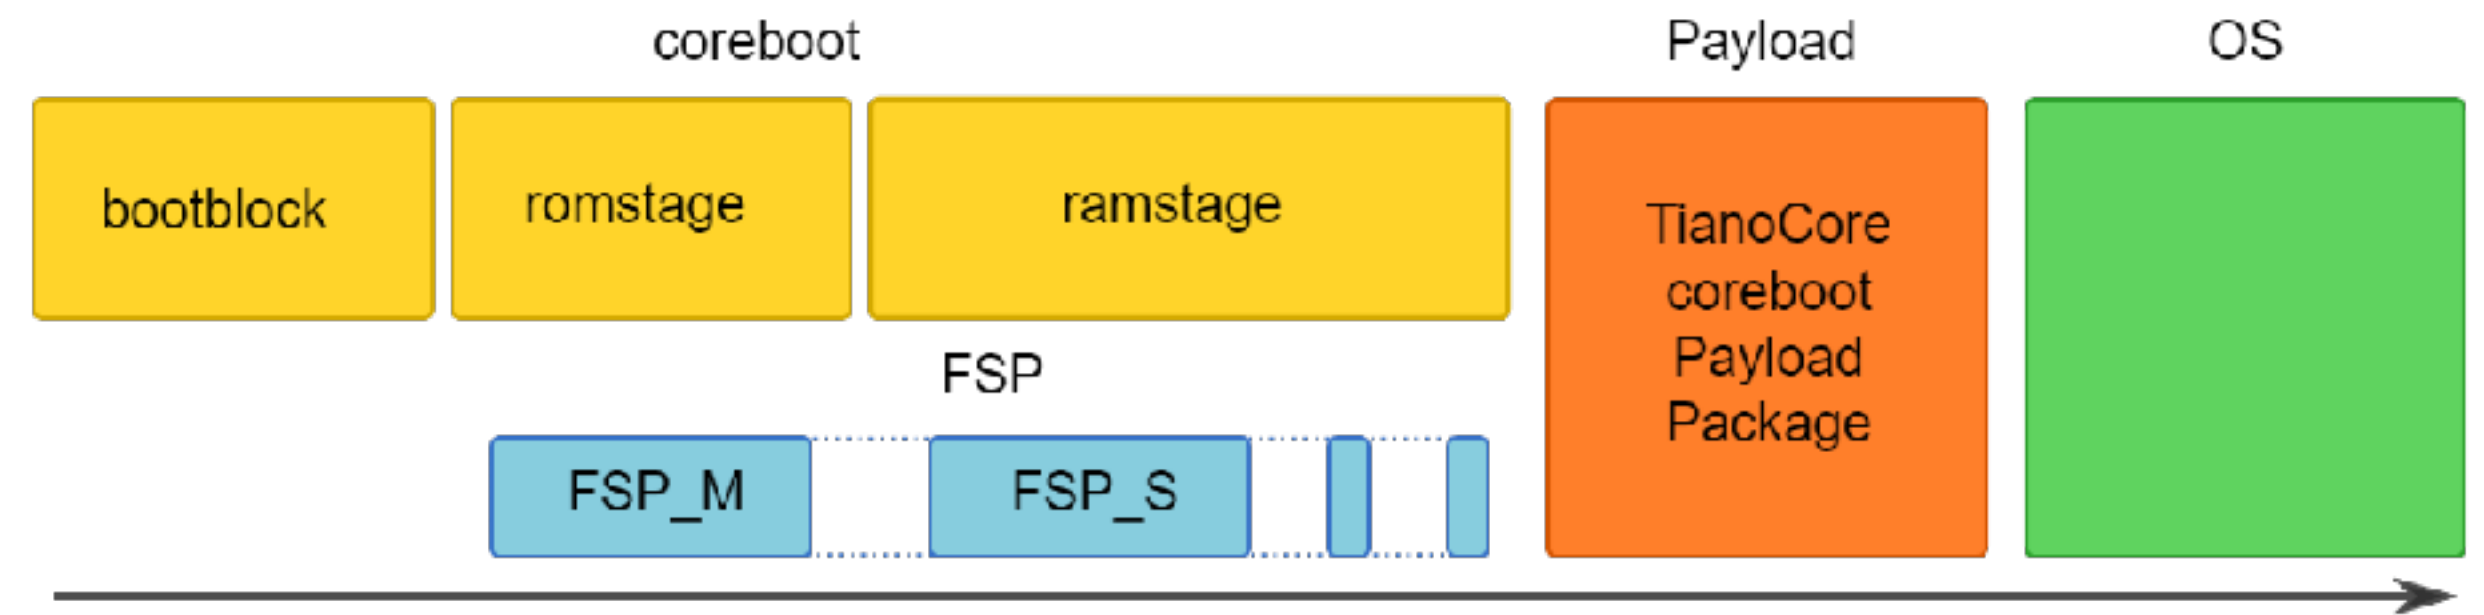 coreboot
Payload
OS
bootblock
romstage
ramstage
TianoCore
coreboot
Payload
Package
FSP
FSP_M
FSP_S